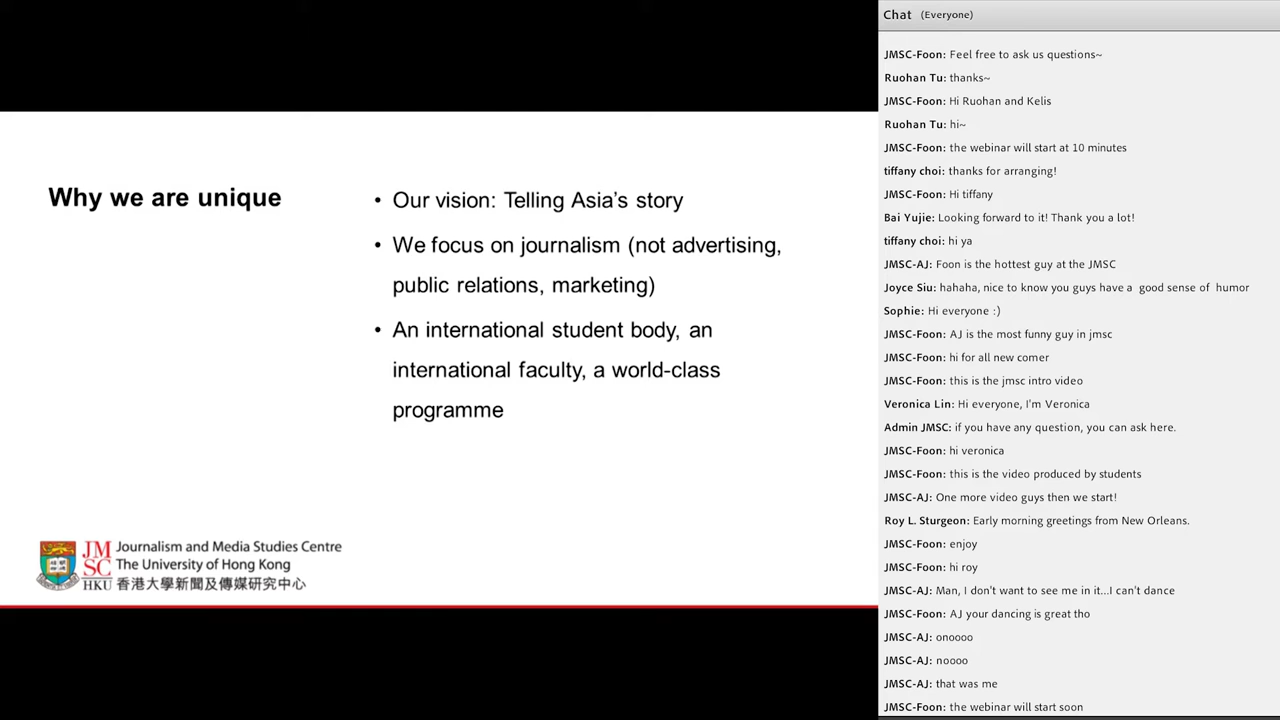 Why we are unique
• Our vision: Telling Asia's story
• We focus on journalism (not advertising,
public relations, marketing)
• An international student body, an
international faculty, a world-class
programme
JM
SC
HKU
Journalism and Media Studies Centre
The University of Hong Kong
香港大學新聞及傳媒研究中心
Chat (Everyone)
JMSC-Foon: Feel free to ask us questions~
Ruohan Tu: thanks~
JMSC-Foon: Hi Ruohan and Kelis
Ruohan Tu: hi~
JMSC-Foon: the webinar will start at 10 minutes
tiffany choi: thanks for arranging!
JMSC-Foon: Hi tiffany
Bai Yujie: Looking forward to it! Thank you a lot!
tiffany choi: hi ya
JMSC-AJ: Foon is the hottest guy at the JMSC
Joyce Siu: hahaha, nice to know you guys have a good sense of humor
Sophie: Hi everyone :)
JMSC-Foon: AJ is the most funny guy in jmsc
JMSC-Foon: hi for all new comer
JMSC-Foon: this is the jmsc intro video
Veronica Lin: Hi everyone, I'm Veronica
Admin JMSC: if you have any question, you can ask here.
JMSC-Foon: hi veronica
JMSC-Foon: this is the video produced by students
JMSC-AJ: One more video guys then we start!
Roy L. Sturgeon: Early morning greetings from New Orleans.
JMSC-Foon: enjoy
JMSC-Foon: hi roy
JMSC-AJ: Man, I don't want to see me in it...I can't dance
JMSC-Foon: AJ your dancing is great tho
JMSC-AJ: onoooo
JMSC-AJ: noooo
JMSC-AJ: that was me
JMSC-Foon: the webinar will start soon